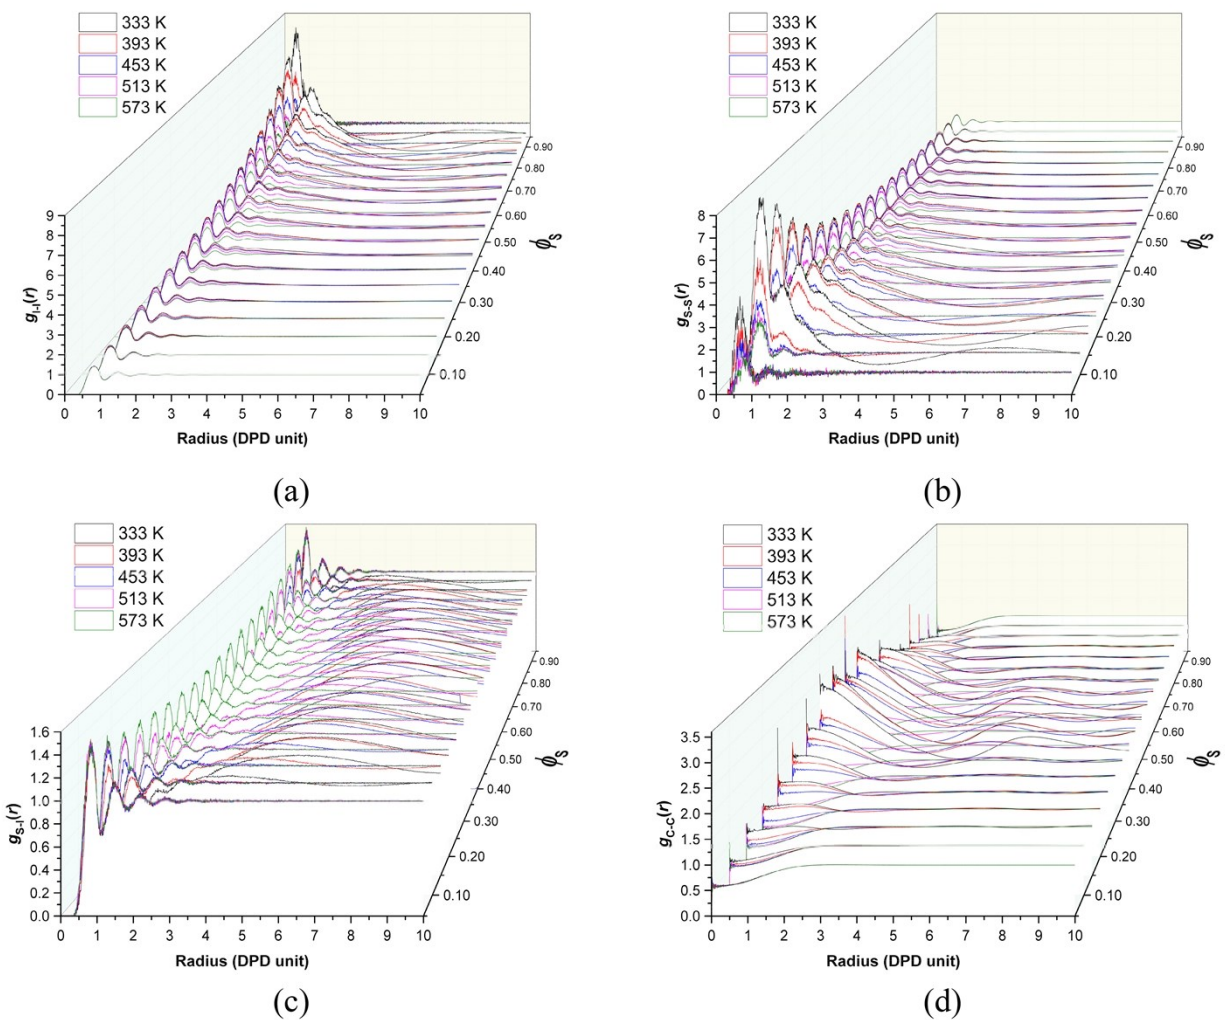 333 K
393 K
453 K
513 K
573 K
9
8
7
6
5
4
3
2
1
0
g_I-I(r)
0 1 2 3 4 5 6 7 8 9 10
Radius (DPD unit)
0.10
0.20
0.30
0.40
0.50
0.60
0.70
0.80
0.90
ϕ_S
(a)
333 K
393 K
453 K
513 K
573 K
8
7
6
5
4
3
2
1
0
g_S-S(r)
0 1 2 3 4 5 6 7 8 9 10
Radius (DPD unit)
0.10
0.20
0.30
0.40
0.50
0.60
0.70
0.80
0.90
ϕ_S
(b)
333 K
393 K
453 K
513 K
573 K
1.6
1.4
1.2
1.0
0.8
0.6
0.4
0.2
0.0
g_S-I(r)
0 1 2 3 4 5 6 7 8 9 10
Radius (DPD unit)
0.10
0.20
0.30
0.40
0.50
0.60
0.70
0.80
0.90
ϕ_S
(c)
333 K
393 K
453 K
513 K
573 K
3.5
3.0
2.5
2.0
1.5
1.0
0.5
0.0
g_C-C(r)
0 1 2 3 4 5 6 7 8 9 10
Radius (DPD unit)
0.10
0.20
0.30
0.40
0.50
0.60
0.70
0.80
0.90
ϕ_S
(d)